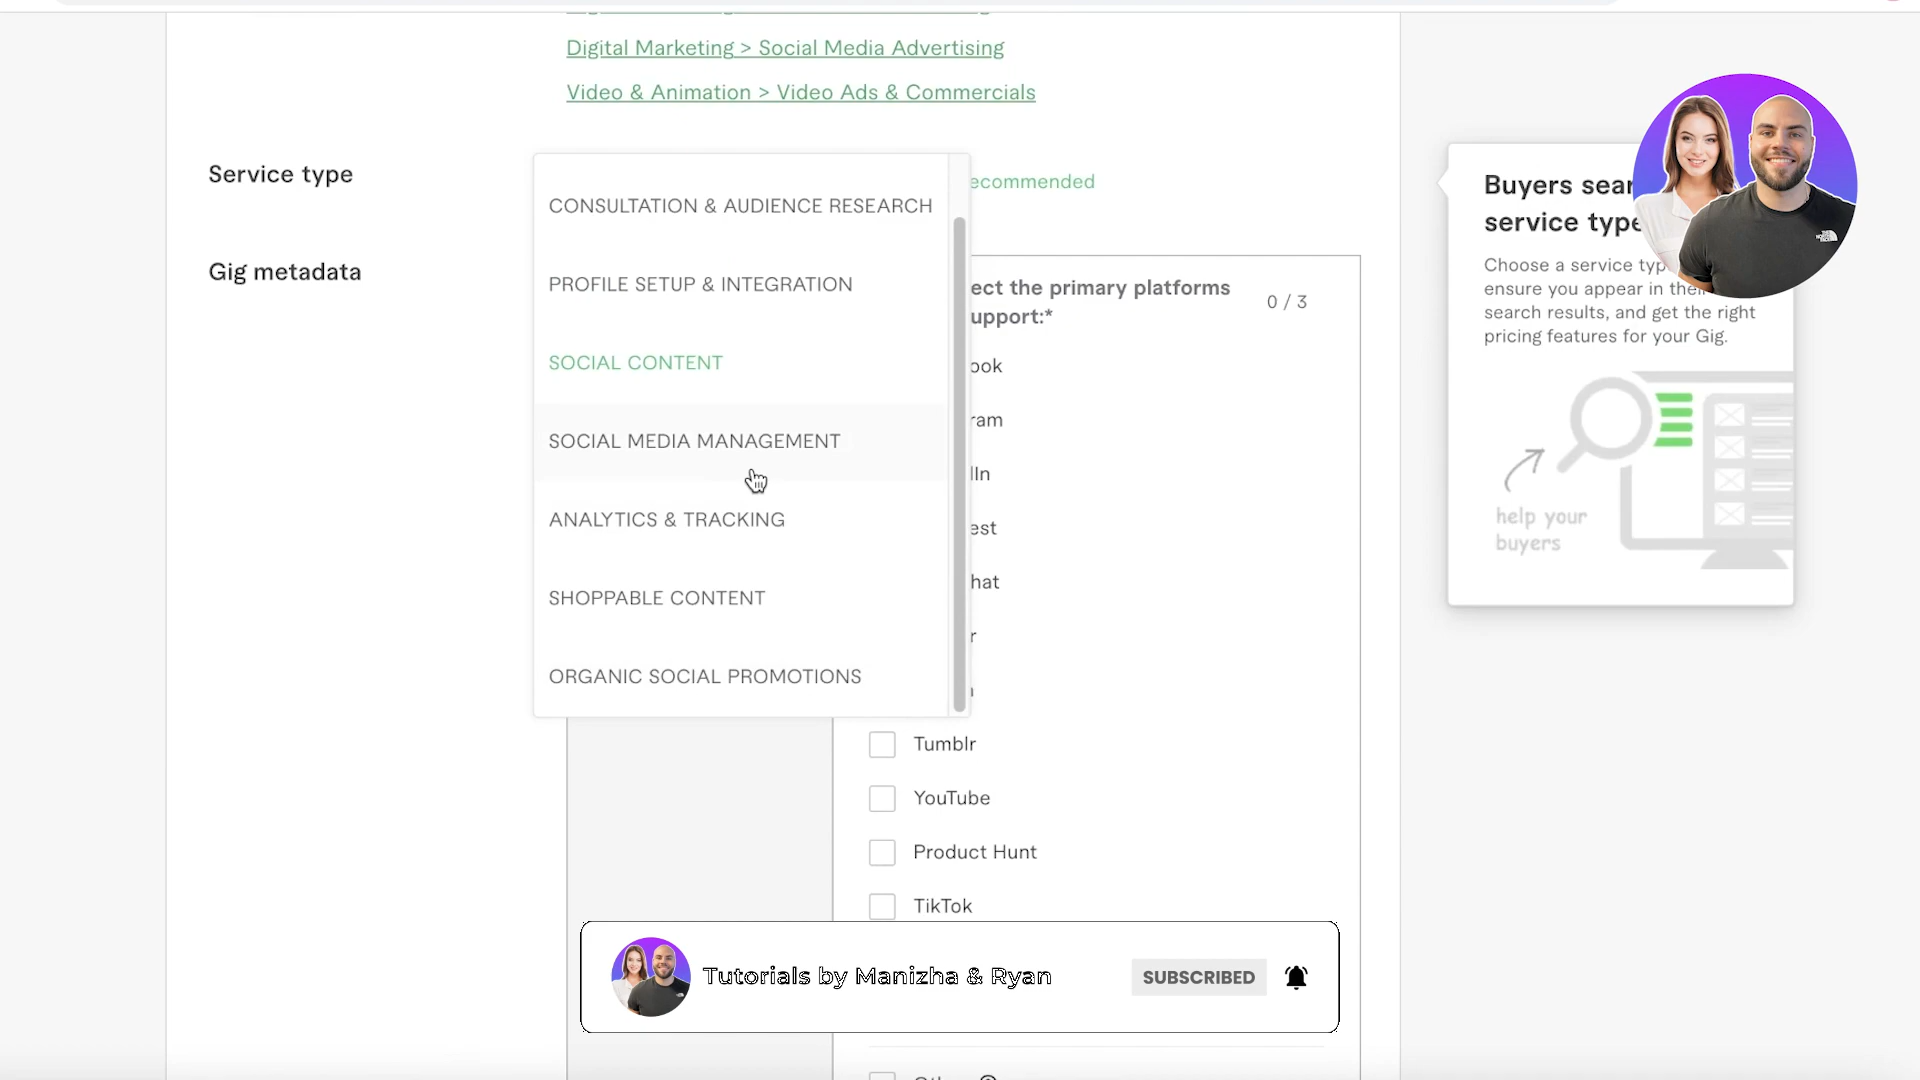 Digital Marketing > Social Media Advertising
Video & Animation > Video Ads & Commercials
Service type
ecommended
CONSULTATION & AUDIENCE RESEARCH
Gig metadata
PROFILE SETUP & INTEGRATION
SOCIAL CONTENT
SOCIAL MEDIA MANAGEMENT
ANALYTICS & TRACKING
SHOPPABLE CONTENT
ORGANIC SOCIAL PROMOTIONS
ect the primary platforms
upport:*
0 / 3
ook
ram
lIn
est
hat
r
Tumblr
YouTube
Product Hunt
TikTok
Buyers sear
service type
Choose a service typ
ensure you appear in thei
search results, and get the right
pricing features for your Gig.
help your
buyers
Tutorials by Manizha & Ryan
SUBSCRIBED